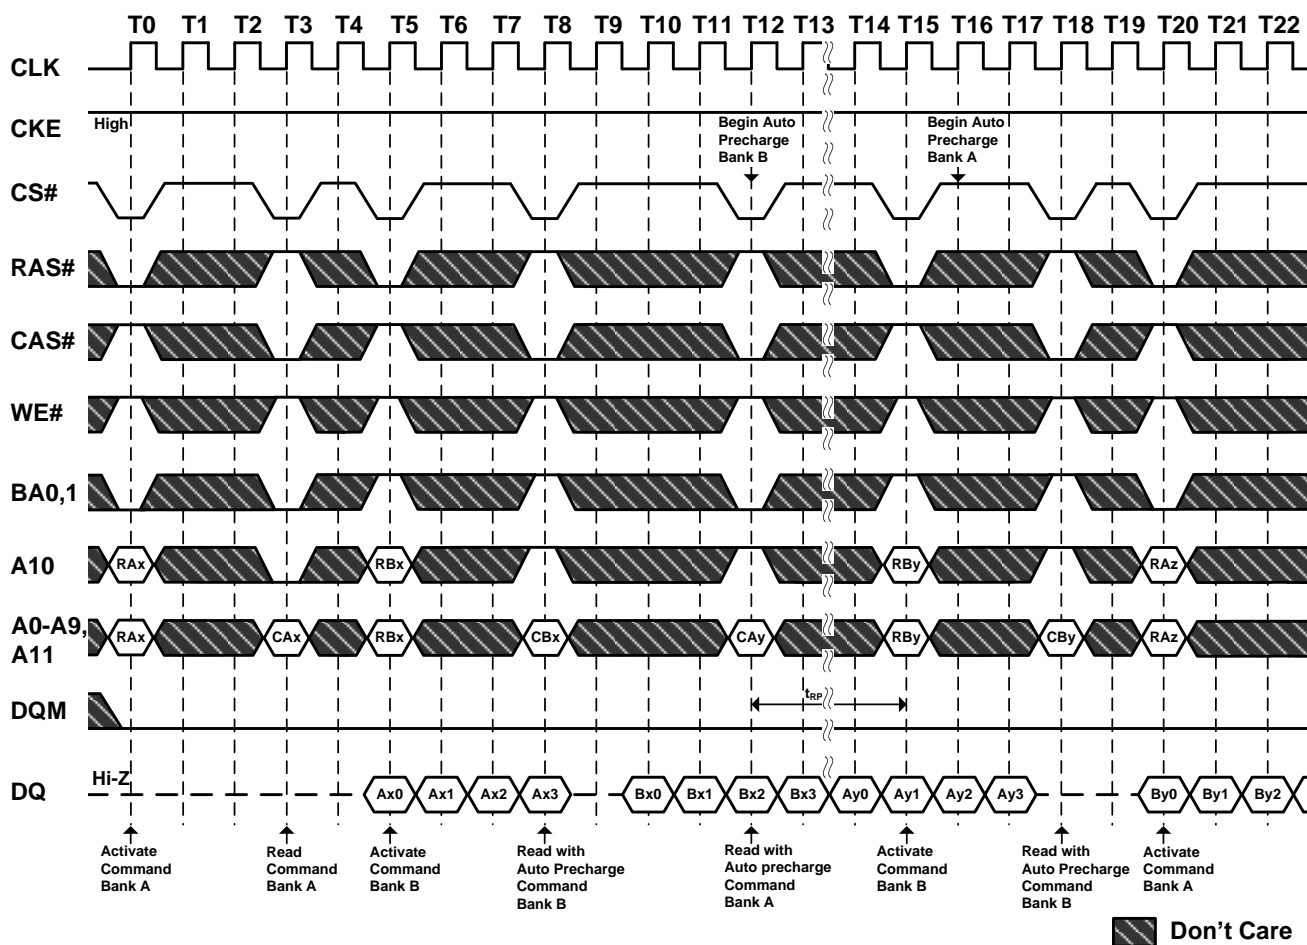 T0 T1 T2 T3 T4 T5 T6 T7 T8 T9 T10 T11 T12 T13 T14 T15 T16 T17 T18 T19 T20 T21 T22
CLK
CKE
High
Begin Auto
Precharge
Bank B
Begin Auto
Precharge
Bank A
CS#
RAS#
CAS#
WE#
BA0,1
A10
RAx RBx RBy RAz
A0-A9,
A11
RAx CAx RBx CBx CAy RBy CBy RAz
DQM
tRP
DQ
Hi-Z
Ax0 Ax1 Ax2 Ax3 Bx0 Bx1 Bx2 Bx3 Ay0 Ay1 Ay2 Ay3 By0 By1 By2
Activate
Command
Bank A
Read
Command
Bank A
Activate
Command
Bank B
Read with
Auto Precharge
Command
Bank B
Read with
Auto precharge
Command
Bank A
Activate
Command
Bank B
Read with
Auto Precharge
Command
Bank B
Activate
Command
Bank A
Don't Care